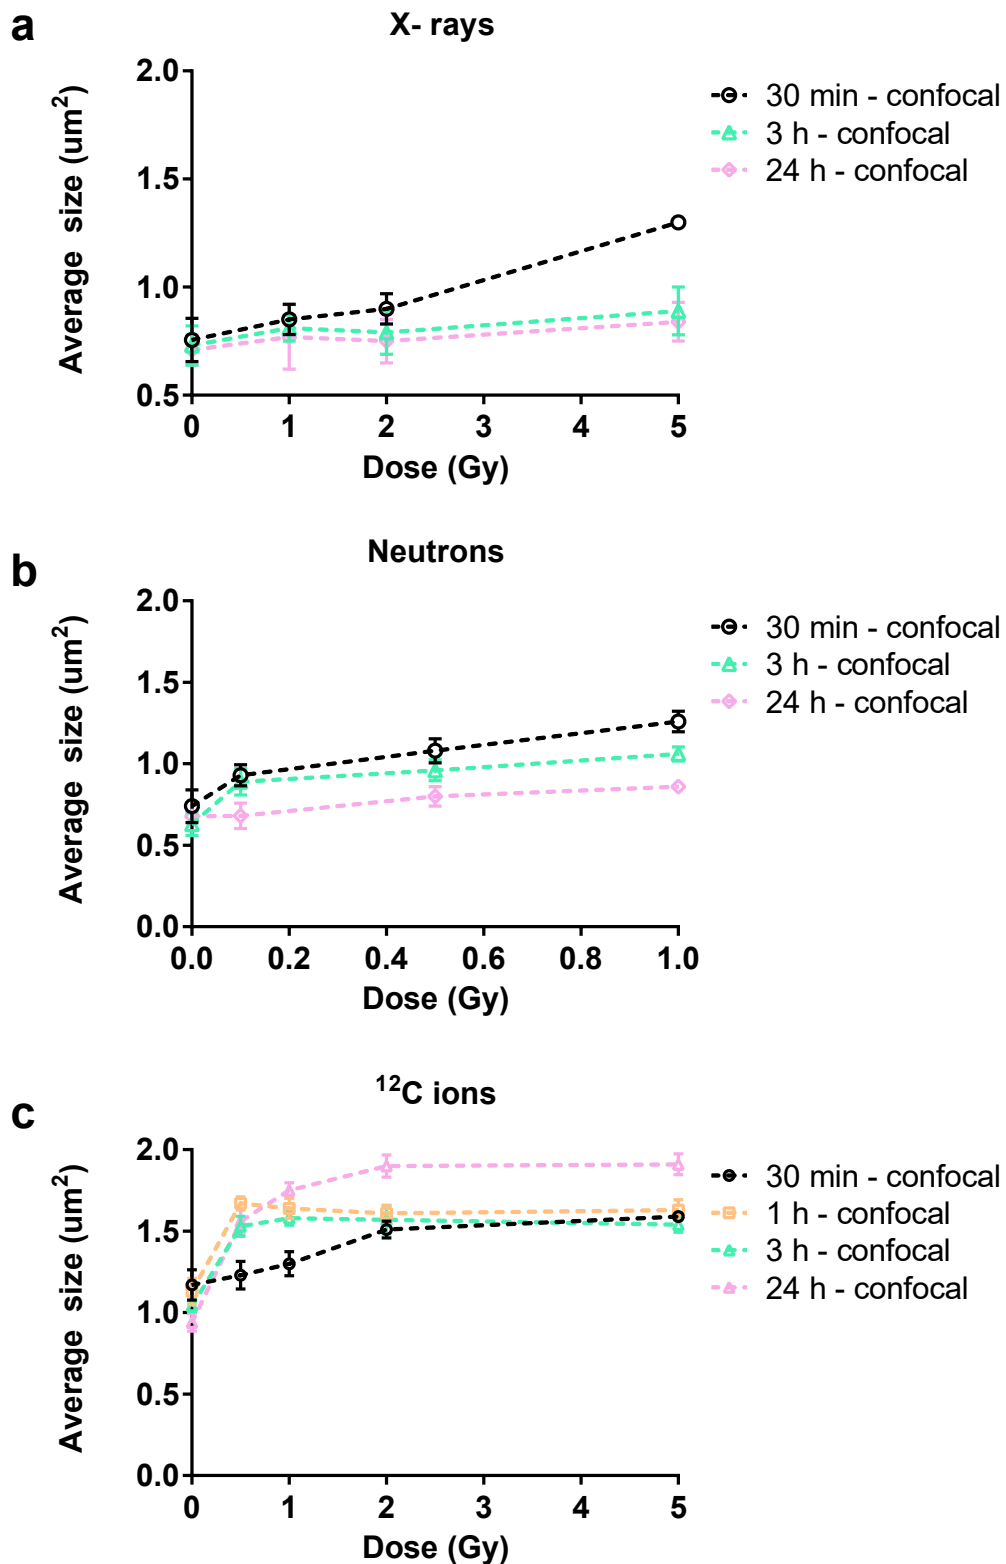 a
X- rays
Average size (um²)
2.0
1.5
1.0
0.5
0 1 2 3 4 5
Dose (Gy)
30 min - confocal
3 h - confocal
24 h - confocal
b
Neutrons
Average size (um²)
2.0
1.5
1.0
0.5
0.0
0.0 0.2 0.4 0.6 0.8 1.0
Dose (Gy)
30 min - confocal
3 h - confocal
24 h - confocal
c
¹²C ions
Average size (um²)
2.0
1.5
1.0
0.5
0.0
0 1 2 3 4 5
Dose (Gy)
30 min - confocal
1 h - confocal
3 h - confocal
24 h - confocal